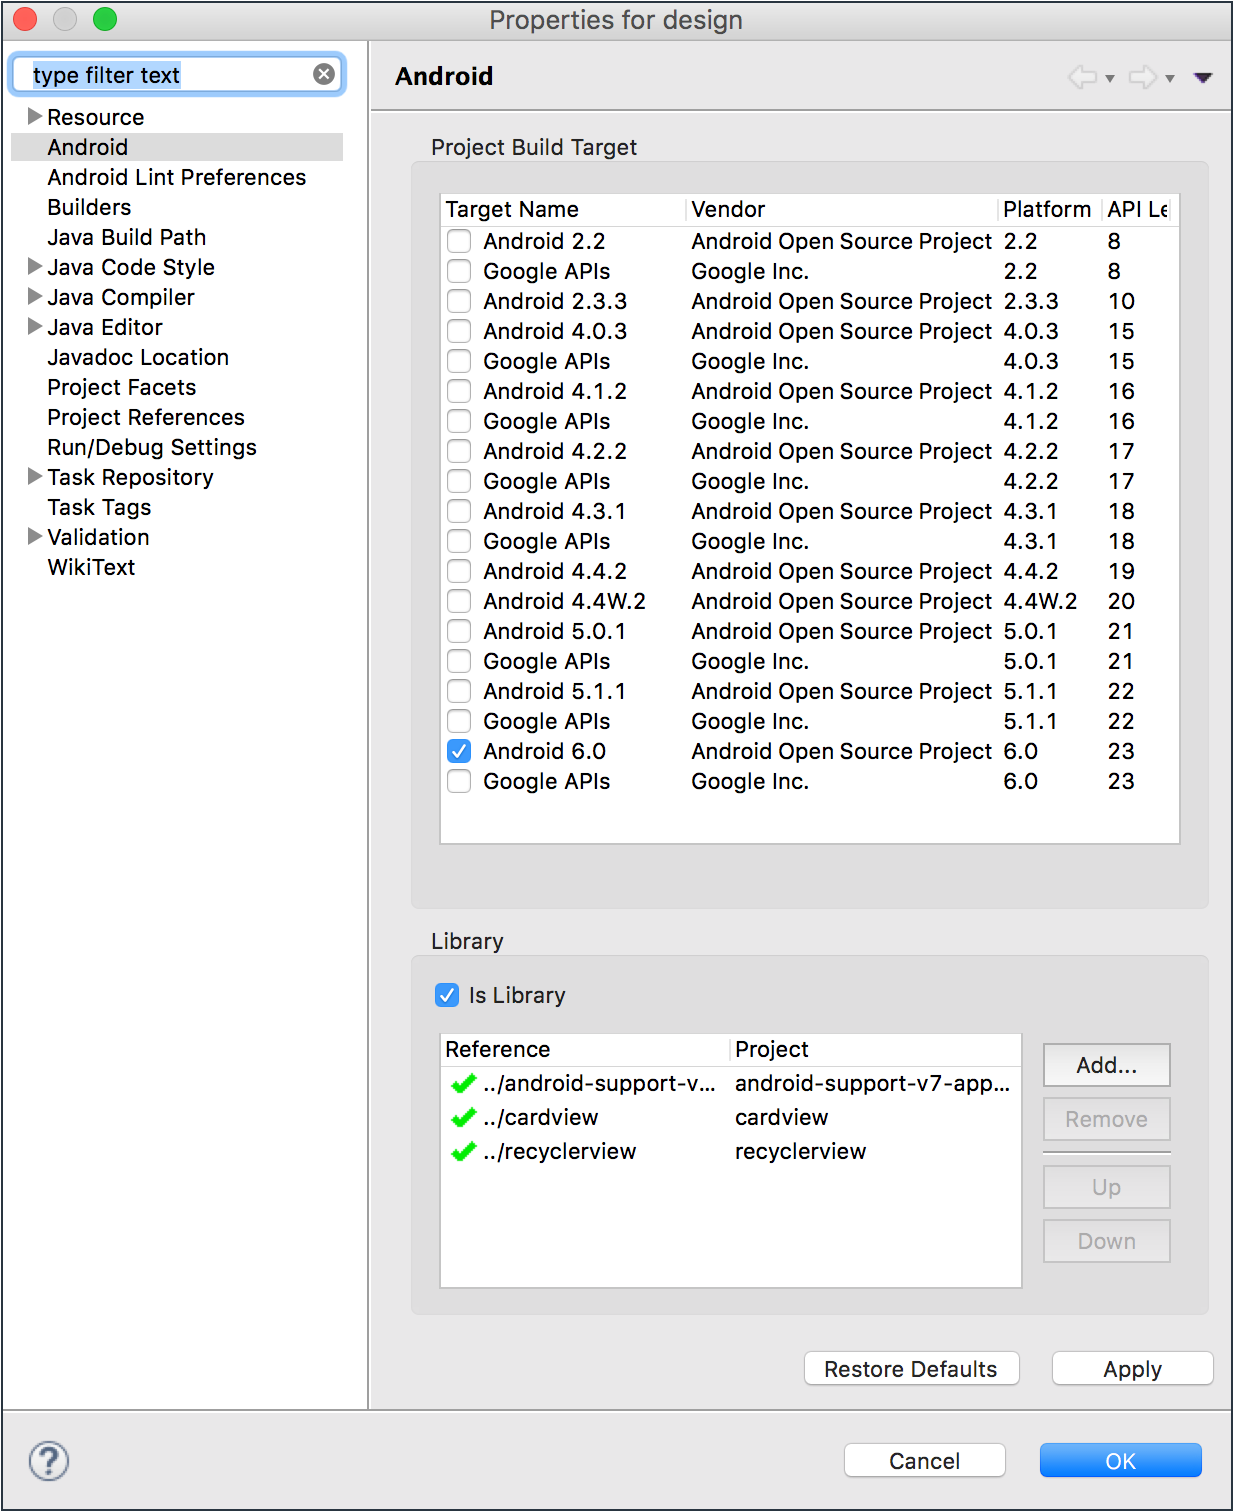 Properties for design
type filter text
Resource
Android
Android Lint Preferences
Builders
Java Build Path
Java Code Style
Java Compiler
Java Editor
Javadoc Location
Project Facets
Project References
Run/Debug Settings
Task Repository
Task Tags
Validation
WikiText
Android
Project Build Target
Target Name Vendor Platform API Le
Android 2.2 Android Open Source Project 2.2 8
Google APIs Google Inc. 2.2 8
Android 2.3.3 Android Open Source Project 2.3.3 10
Android 4.0.3 Android Open Source Project 4.0.3 15
Google APIs Google Inc. 4.0.3 15
Android 4.1.2 Android Open Source Project 4.1.2 16
Google APIs Google Inc. 4.1.2 16
Android 4.2.2 Android Open Source Project 4.2.2 17
Google APIs Google Inc. 4.2.2 17
Android 4.3.1 Android Open Source Project 4.3.1 18
Google APIs Google Inc. 4.3.1 18
Android 4.4.2 Android Open Source Project 4.4.2 19
Android 4.4W.2 Android Open Source Project 4.4W.2 20
Android 5.0.1 Android Open Source Project 5.0.1 21
Google APIs Google Inc. 5.0.1 21
Android 5.1.1 Android Open Source Project 5.1.1 22
Google APIs Google Inc. 5.1.1 22
Android 6.0 Android Open Source Project 6.0 23
Google APIs Google Inc. 6.0 23
Library
Is Library
Reference Project
../android-support-v... android-support-v7-app...
../cardview cardview
../recyclerview recyclerview
Add...
Remove
Up
Down
Restore Defaults Apply
? Cancel OK